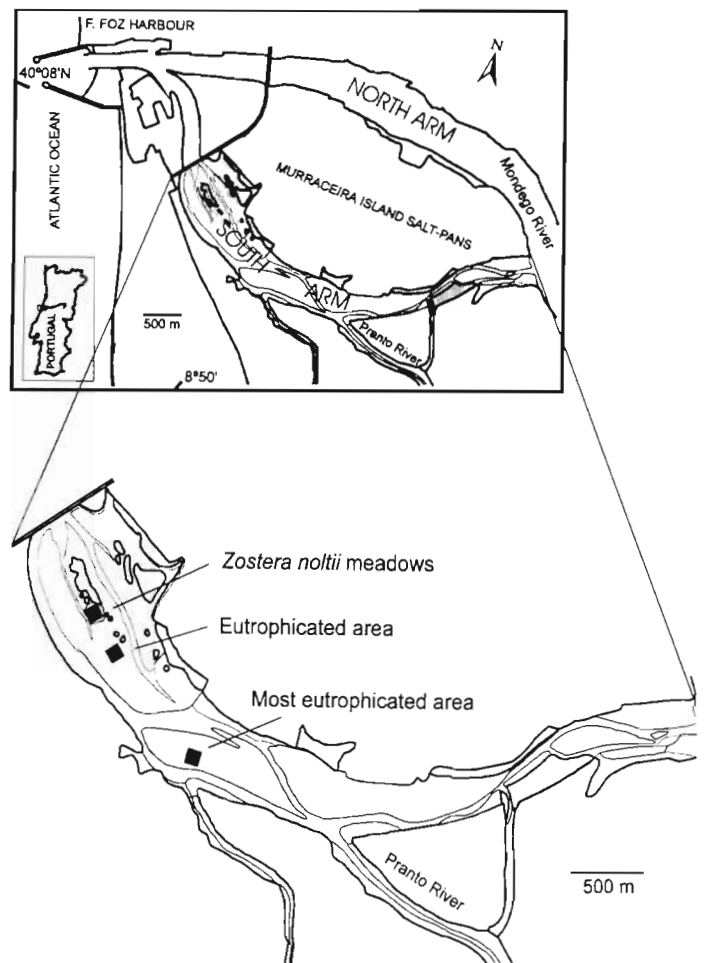 F. FOZ HARBOUR
40°08'N
N
NORTH ARM
ATLANTIC OCEAN
Mondego River
MURRACEIRA ISLAND SALT-PANS
SOUTH
ARM
500 m
PORTUGAL
Pranto River
8°50'
Zostera noltii meadows
Eutrophicated area
Most eutrophicated area
Pranto River
500 m